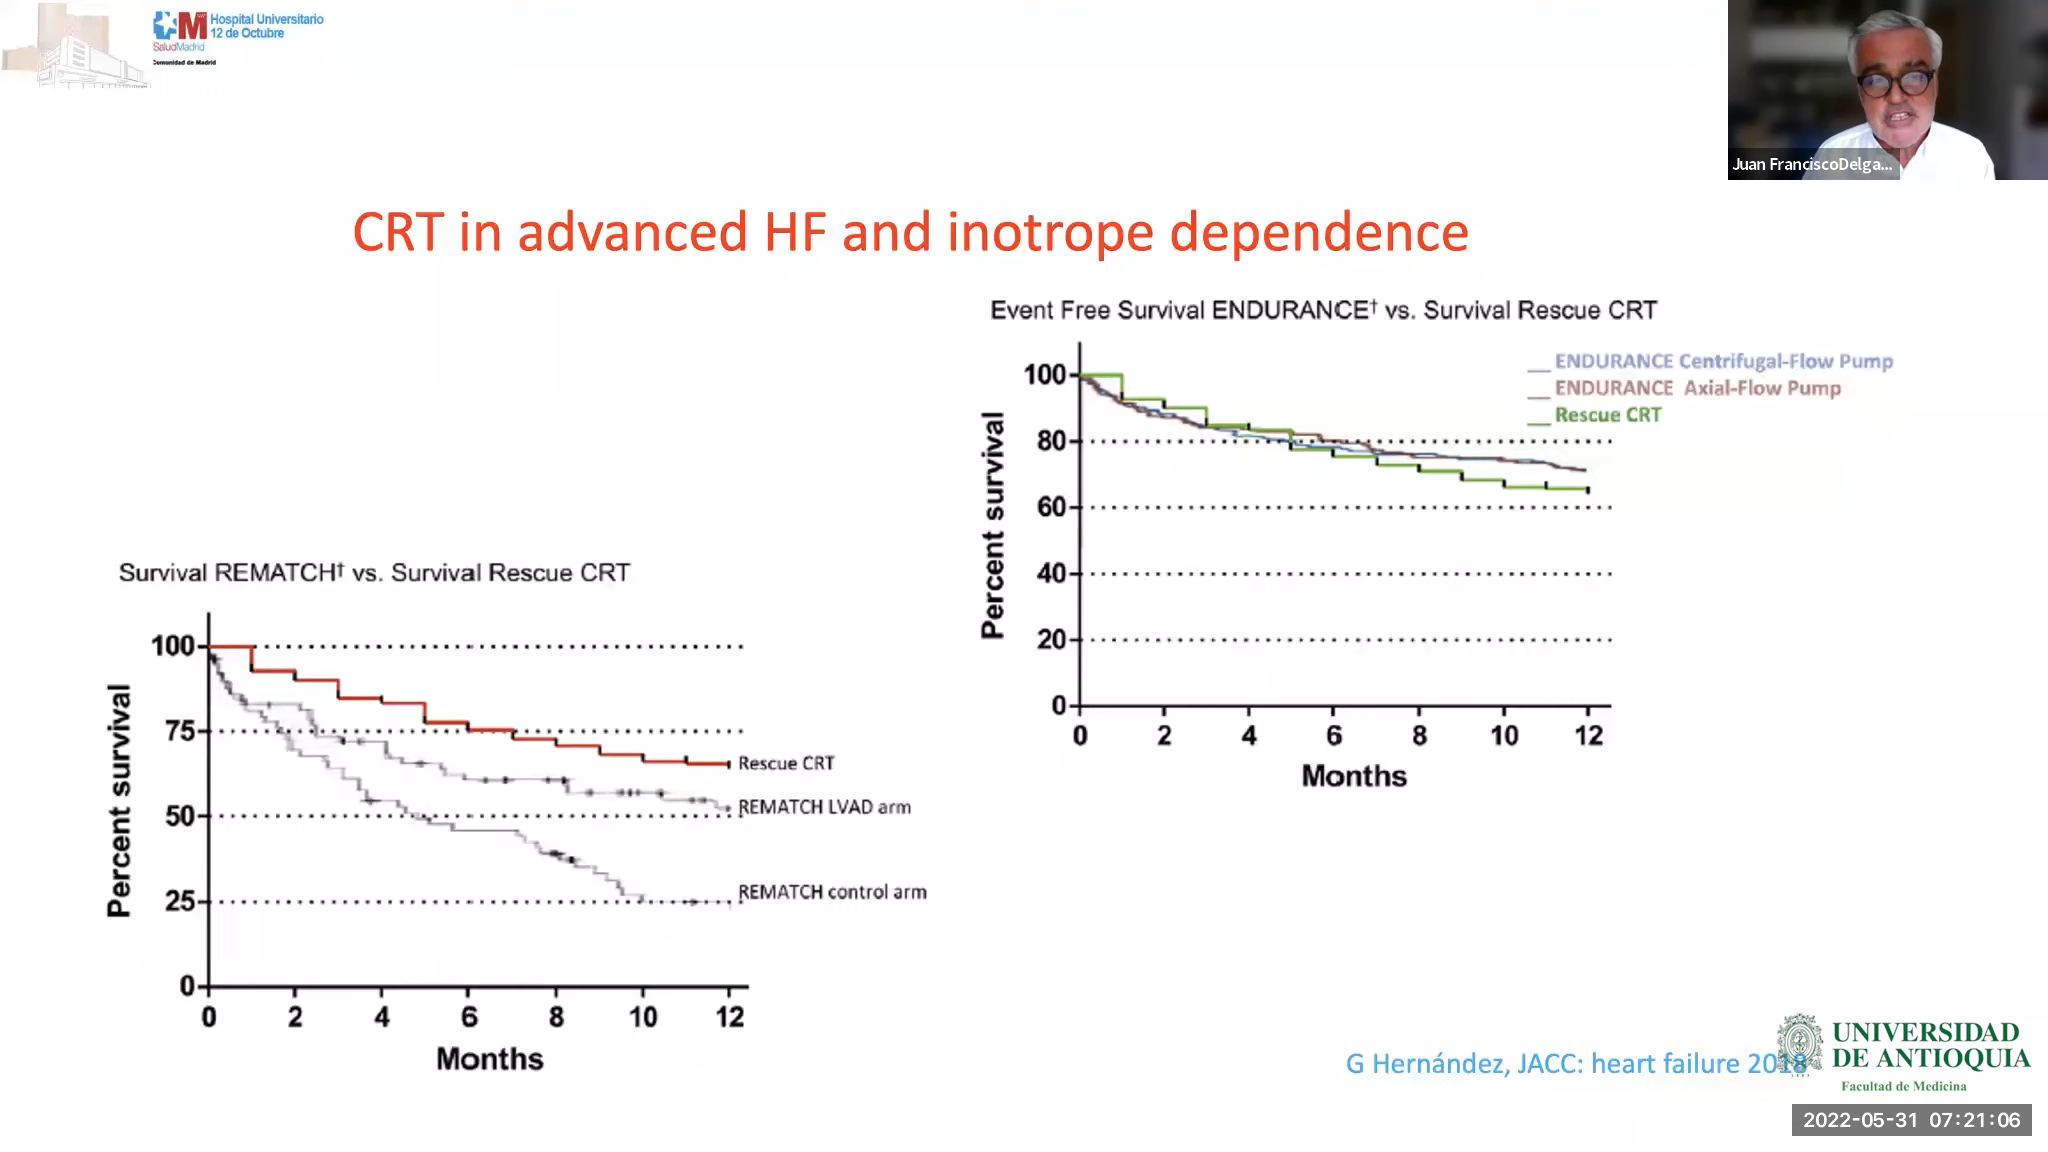 Hospital Universitario
12 de Octubre
SaludMadrid
Comunidad de Madrid
Juan FranciscoDelga...
CRT in advanced HF and inotrope dependence
Event Free Survival ENDURANCE† vs. Survival Rescue CRT
ENDURANCE Centrifugal-Flow Pump
ENDURANCE Axial-Flow Pump
Rescue CRT
Percent survival
100
80
60
40
20
0
0 2 4 6 8 10 12
Months
Survival REMATCH† vs. Survival Rescue CRT
Percent survival
100
75
50
25
0
Rescue CRT
REMATCH LVAD arm
REMATCH control arm
0 2 4 6 8 10 12
Months
G Hernández, JACC: heart failure 2018
UNIVERSIDAD
DE ANTIOQUIA
Facultad de Medicina
2022-05-31 07:21:06